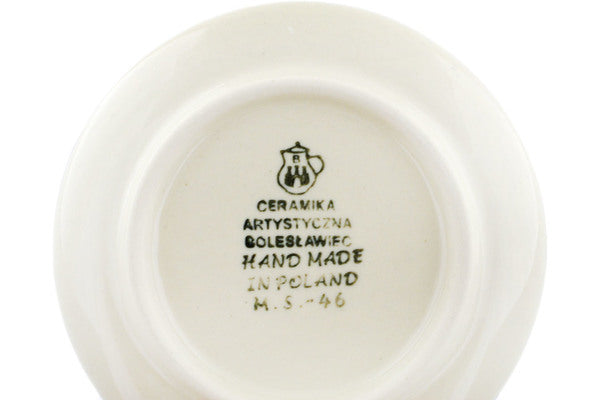 B
CERAMIKA
ARTYSTYCZNA
BOLESŁAWIEC
HAND MADE
IN POLAND
M.S.-46